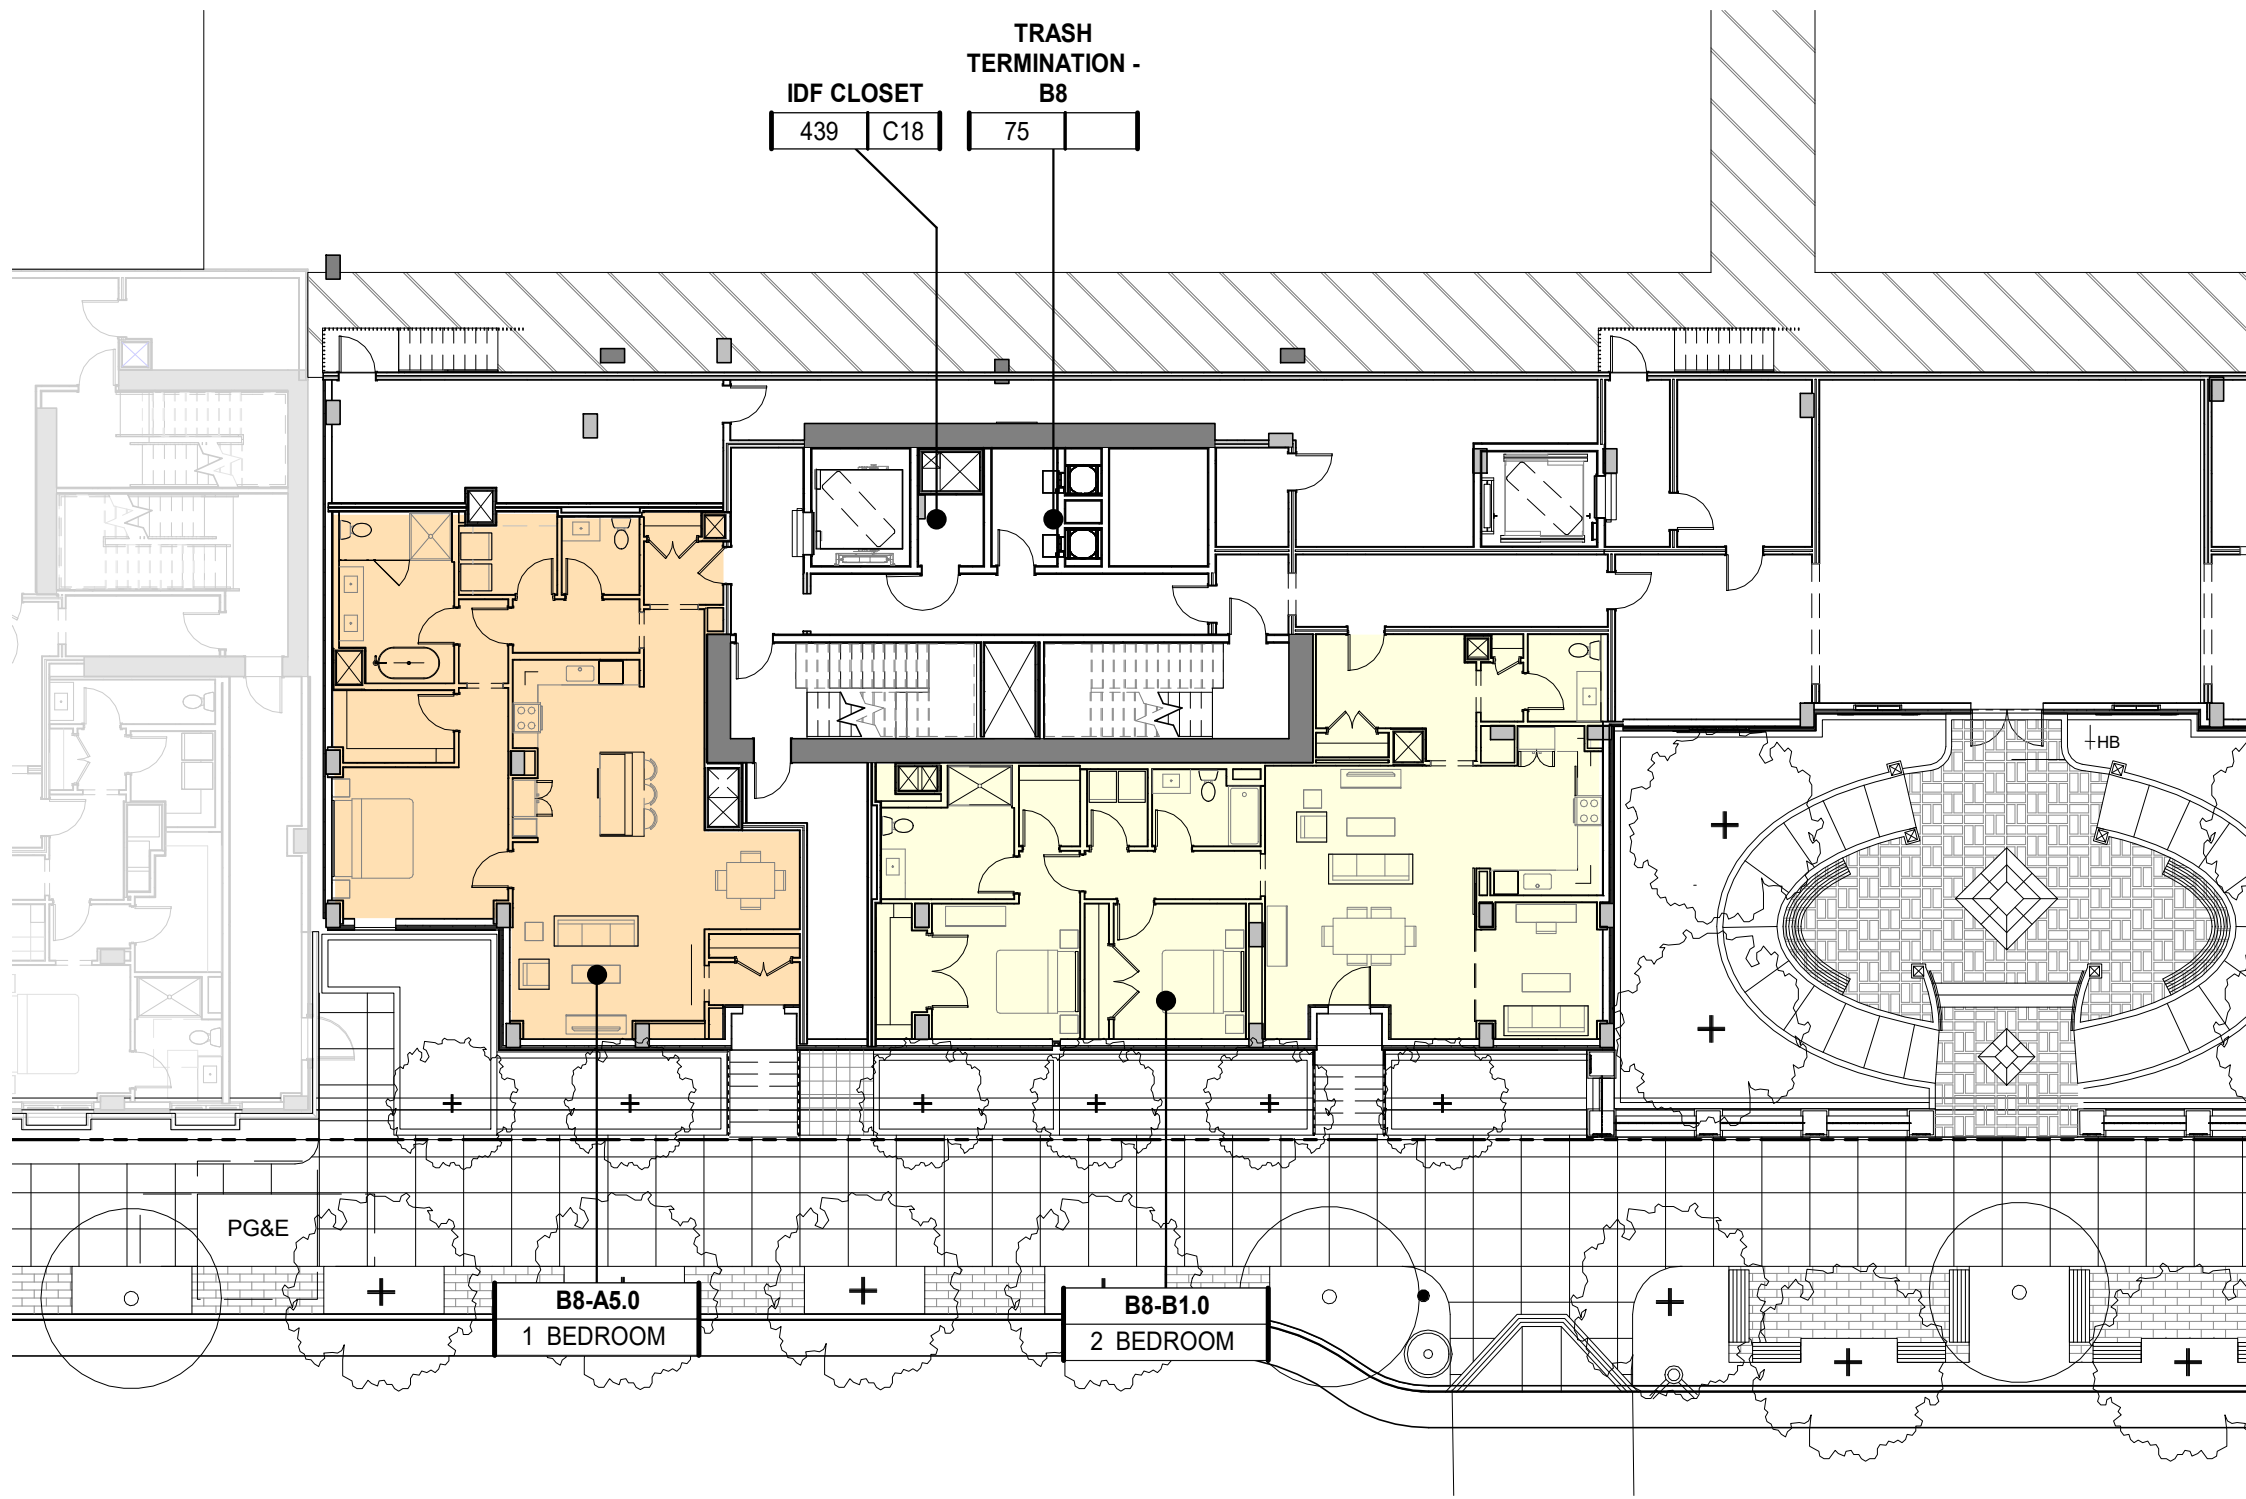 TRASH
TERMINATION -
B8
75
IDF CLOSET
439 C18
HB
PG&E
B8-A5.0
1 BEDROOM
B8-B1.0
2 BEDROOM